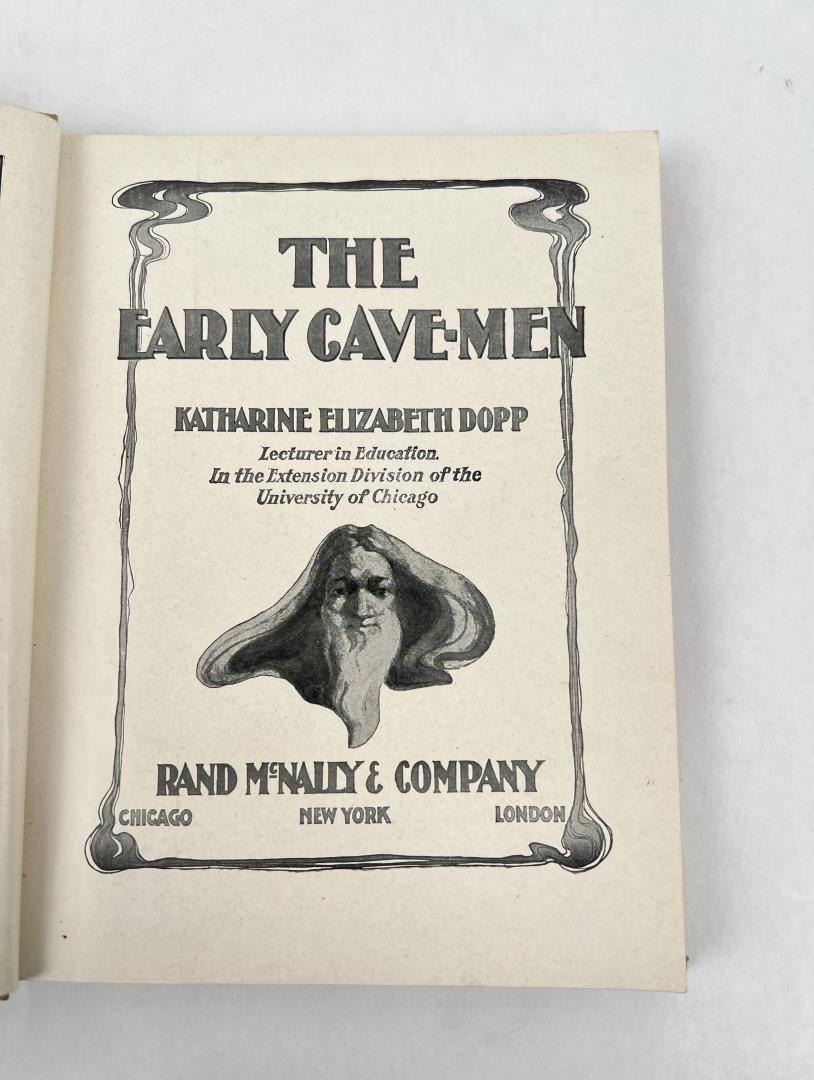 THE
EARLY CAVE-MEN
KATHARINE ELIZABETH DOPP
Lecturer in Education.
In the Extension Division of the
University of Chicago
RAND McNALLY & COMPANY
CHICAGO NEW YORK LONDON